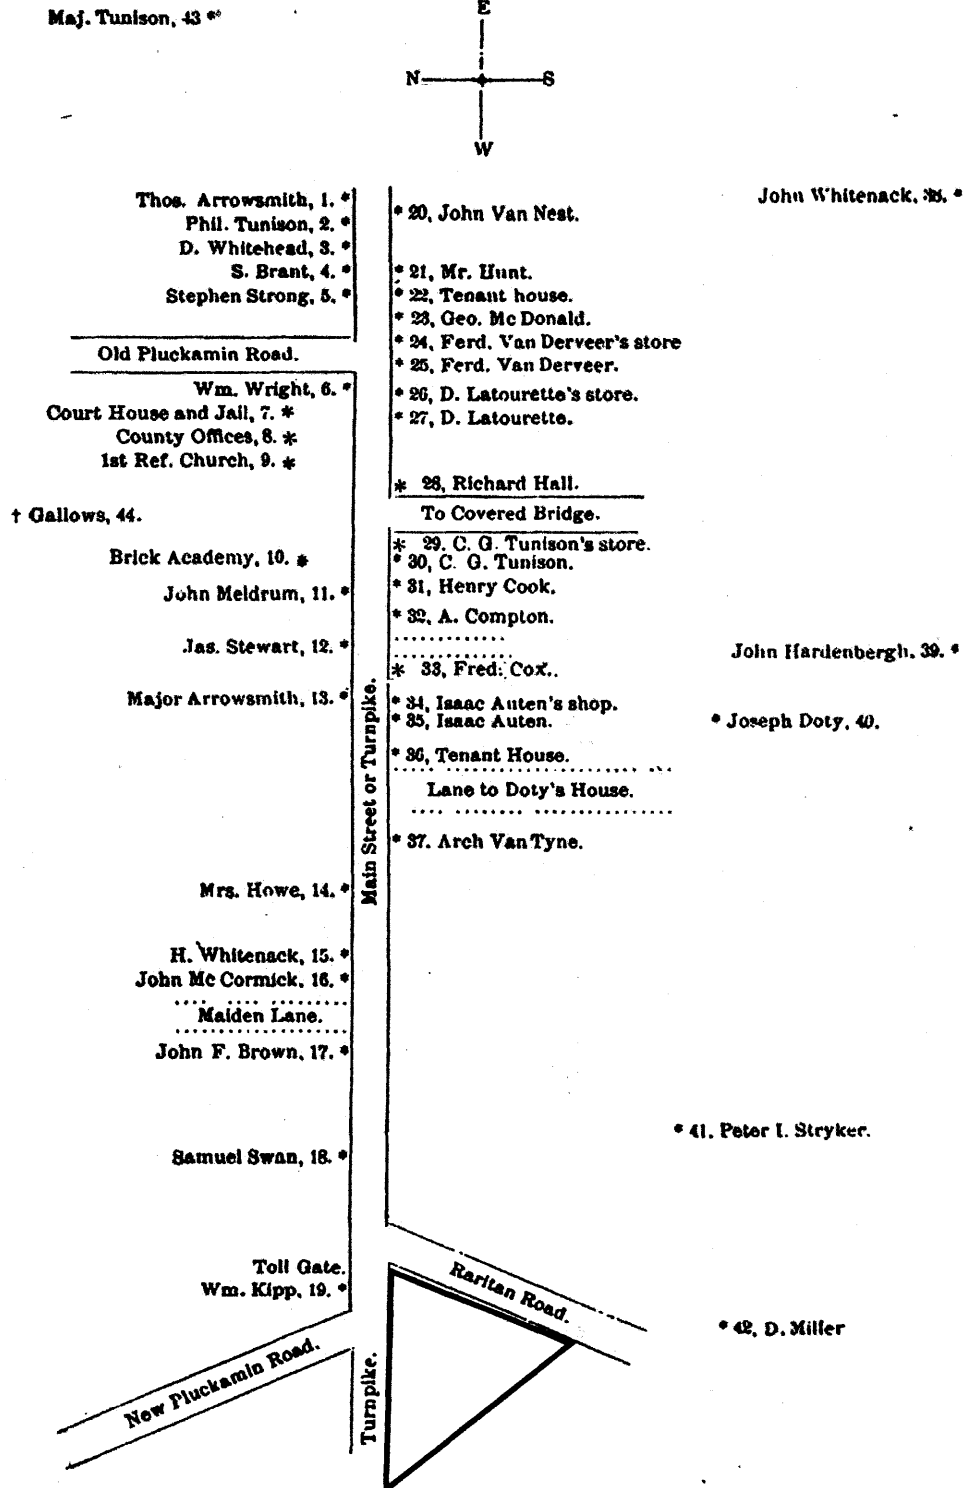 Maj. Tunison, 43 *
E
N S
W
Thos. Arrowsmith, 1. *
Phil. Tunison, 2. *
D. Whitehead, 3. *
S. Brant, 4. *
Stephen Strong, 5. *
Old Pluckamin Road.
Wm. Wright, 6. *
Court House and Jail, 7. *
County Offices, 8. *
1st Ref. Church, 9. *
† Gallows, 44.
Brick Academy, 10. *
John Meldrum, 11. *
Jas. Stewart, 12. *
Major Arrowsmith, 13. *
Mrs. Howe, 14. *
H. Whitenack, 15. *
John Mc Cormick, 16. *
Maiden Lane.
John F. Brown, 17. *
Samuel Swan, 18. *
Toll Gate.
Wm. Kipp, 19. *
New Pluckamin Road.
Main Street or Turnpike.
Turnpike.
* 20, John Van Nest.
* 21, Mr. Hunt.
* 22, Tenant house.
* 23, Geo. Mc Donald.
* 24, Ferd. Van Derveer's store
* 25, Ferd. Van Derveer.
* 26, D. Latourette's store.
* 27, D. Latourette.
* 28, Richard Hall.
To Covered Bridge.
* 29. C. G. Tunison's store.
* 30, C. G. Tunison.
* 31, Henry Cook.
* 32, A. Compton.
* 33, Fred. Cox.
* 34, Isaac Auten's shop.
* 35, Isaac Auten.
* 36, Tenant House.
Lane to Doty's House.
* 37. Arch Van Tyne.
Raritan Road.
John Whitenack, 38. *
John Hardenbergh, 39. *
* Joseph Doty, 40.
* 41. Peter I. Stryker.
* 42, D. Miller